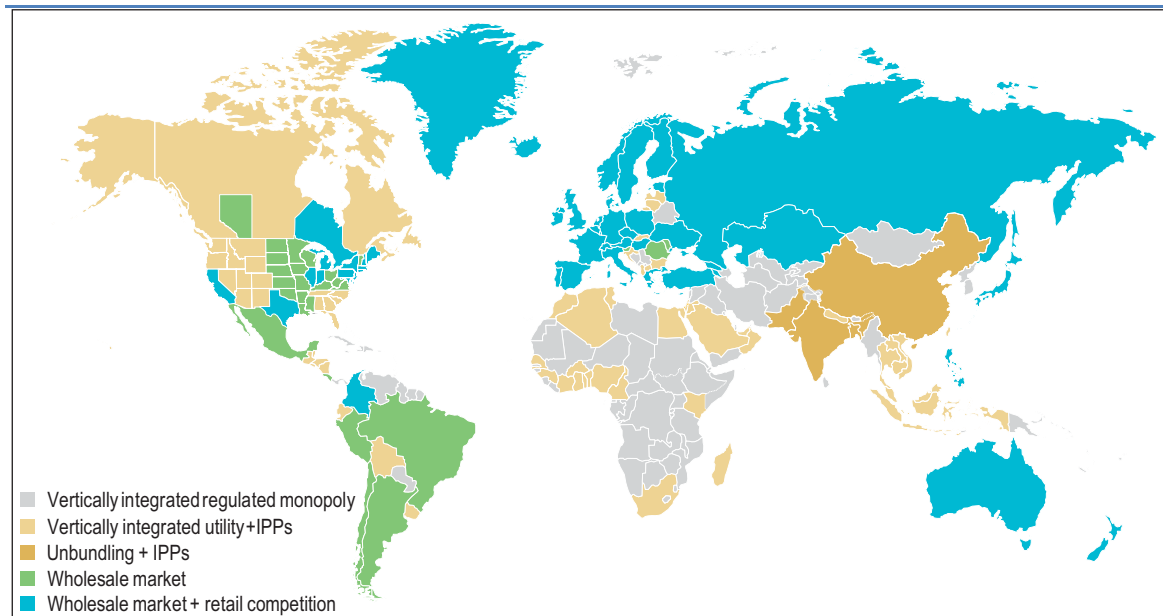 Vertically integrated regulated monopoly
Vertically integrated utility+IPPs
Unbundling + IPPs
Wholesale market
Wholesale market + retail competition